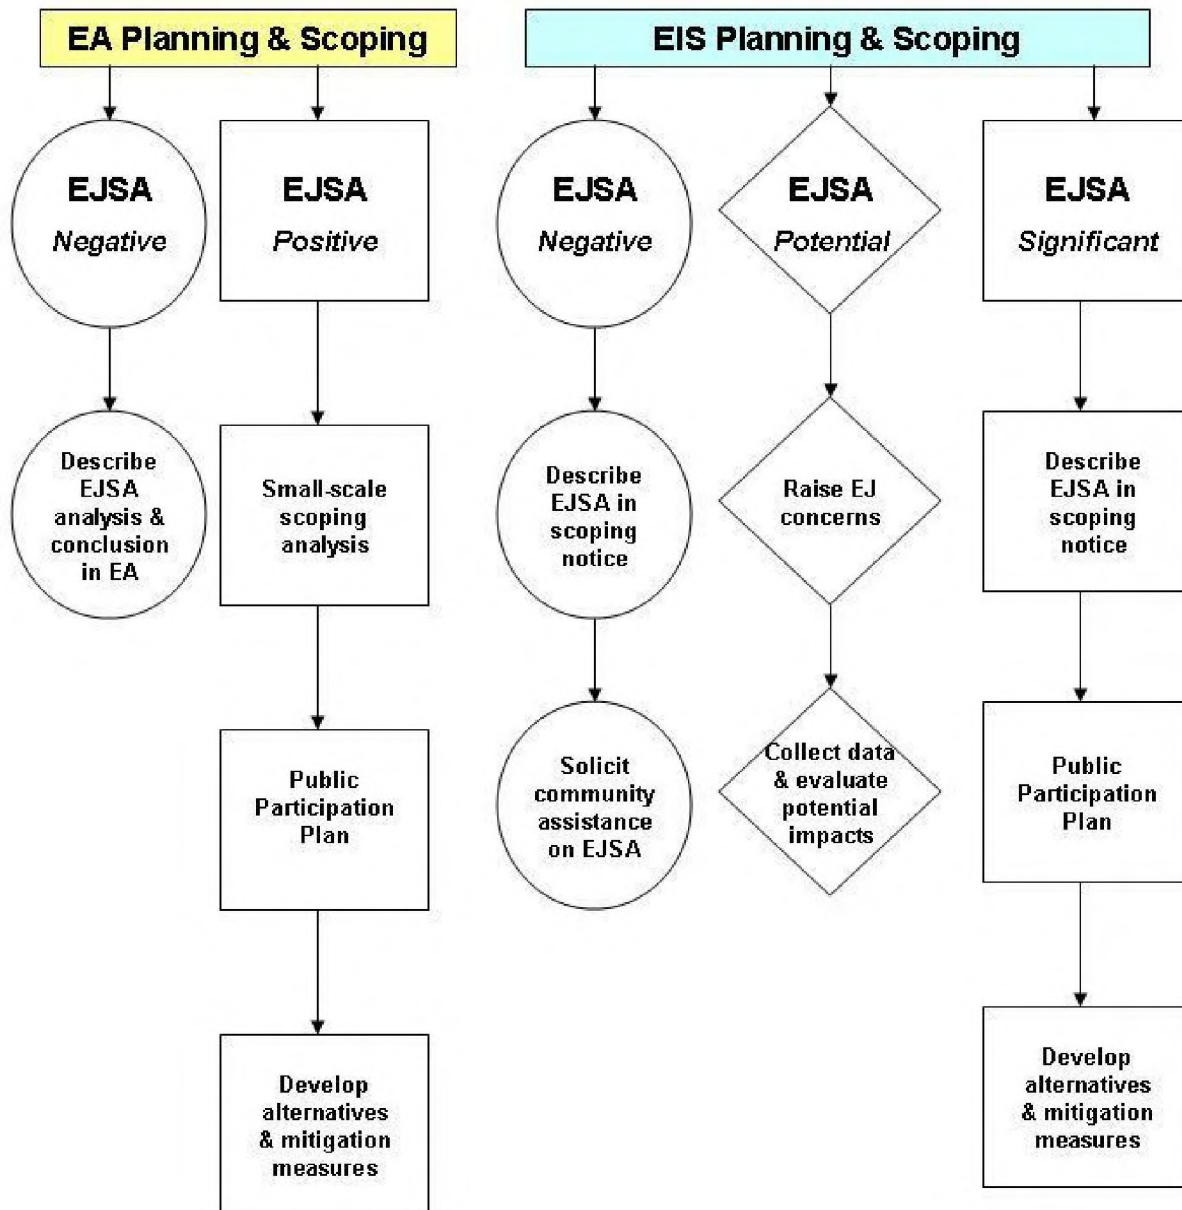 EA Planning & Scoping
EJSA
Negative
Describe
EJSA
analysis &
conclusion
in EA
EJSA
Positive
Small-scale
scoping
analysis
Public
Participation
Plan
Develop
alternatives
& mitigation
measures
EIS Planning & Scoping
EJSA
Negative
Describe
EJSA in
scoping
notice
Solicit
community
assistance
on EJSA
EJSA
Potential
Raise EJ
concerns
Collect data
& evaluate
potential
impacts
EJSA
Significant
Describe
EJSA in
scoping
notice
Public
Participation
Plan
Develop
alternatives
& mitigation
measures